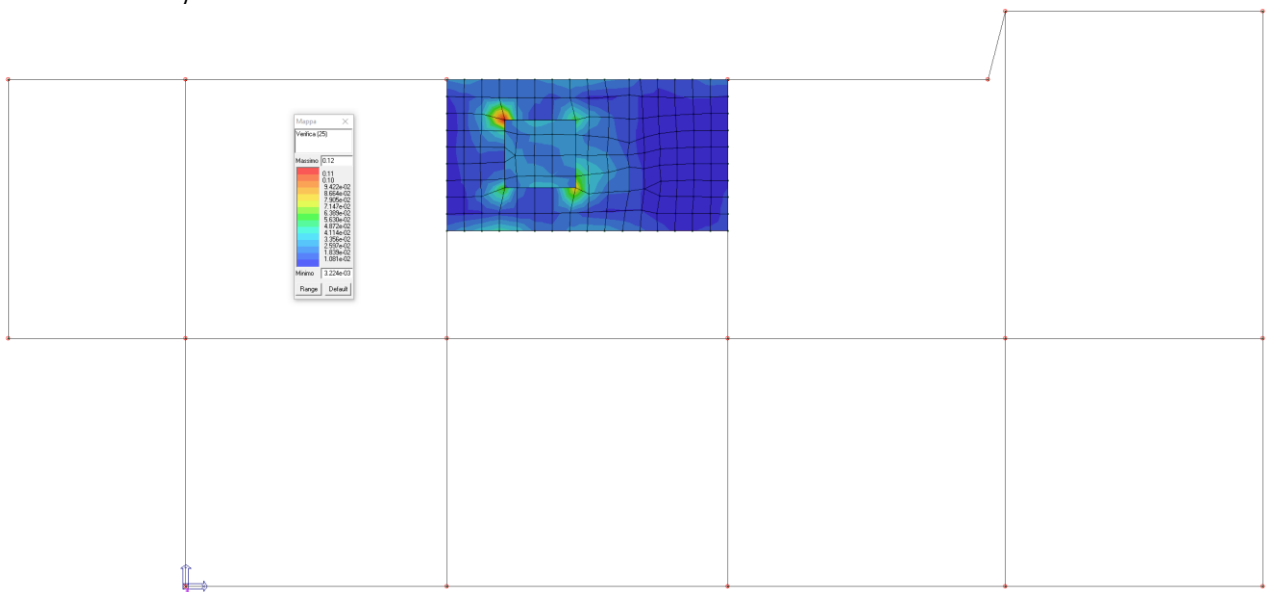 Mappa
Verifica (25)
Massimo 0.12
0.11
0.10
9.422e-02
8.664e-02
7.905e-02
7.147e-02
6.389e-02
5.630e-02
4.872e-02
4.114e-02
3.356e-02
2.597e-02
1.839e-02
1.081e-02
Minimo 3.224e-03
Range Default